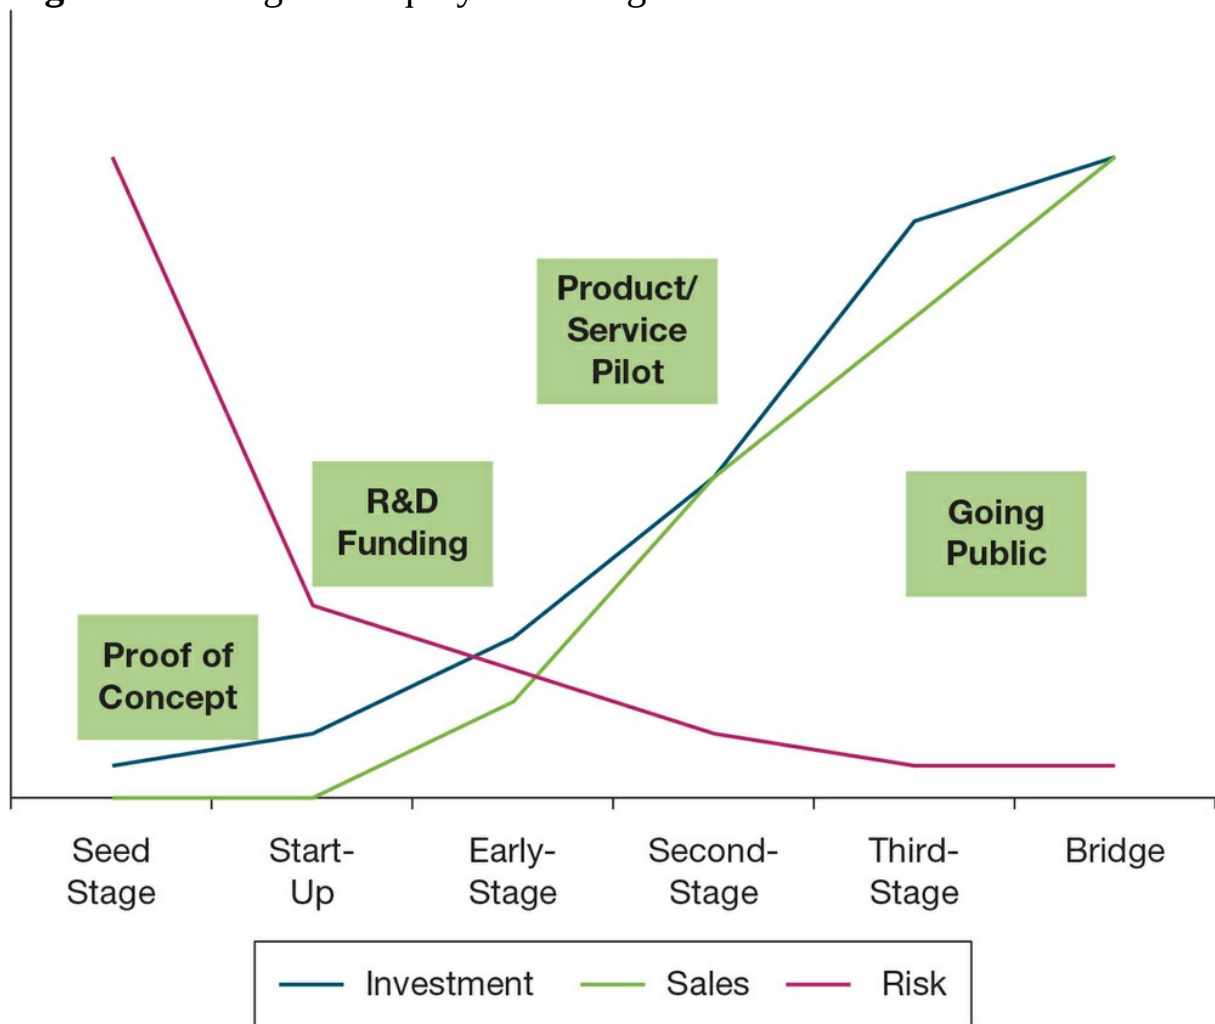 Product/
Service
Pilot
R&D
Funding
Going
Public
Proof of
Concept
Seed
Stage
Start-
Up
Early-
Stage
Second-
Stage
Third-
Stage
Bridge
Investment
Sales
Risk